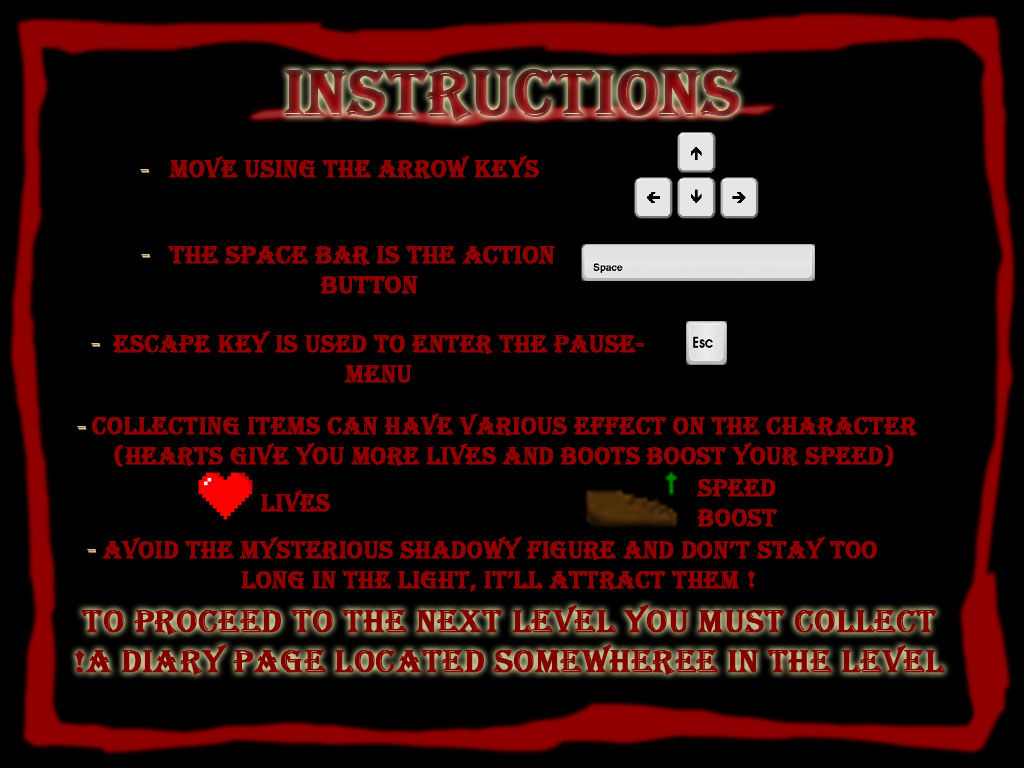 INSTRUCTIONS
- MOVE USING THE ARROW KEYS
- THE SPACE BAR IS THE ACTION
BUTTON
Space
- ESCAPE KEY IS USED TO ENTER THE PAUSE-
MENU
Esc
- COLLECTING ITEMS CAN HAVE VARIOUS EFFECT ON THE CHARACTER
(HEARTS GIVE YOU MORE LIVES AND BOOTS BOOST YOUR SPEED)
LIVES
SPEED
BOOST
- AVOID THE MYSTERIOUS SHADOWY FIGURE AND DON'T STAY TOO
LONG IN THE LIGHT, IT'LL ATTRACT THEM !
TO PROCEED TO THE NEXT LEVEL YOU MUST COLLECT
!A DIARY PAGE LOCATED SOMEWHEREE IN THE LEVEL